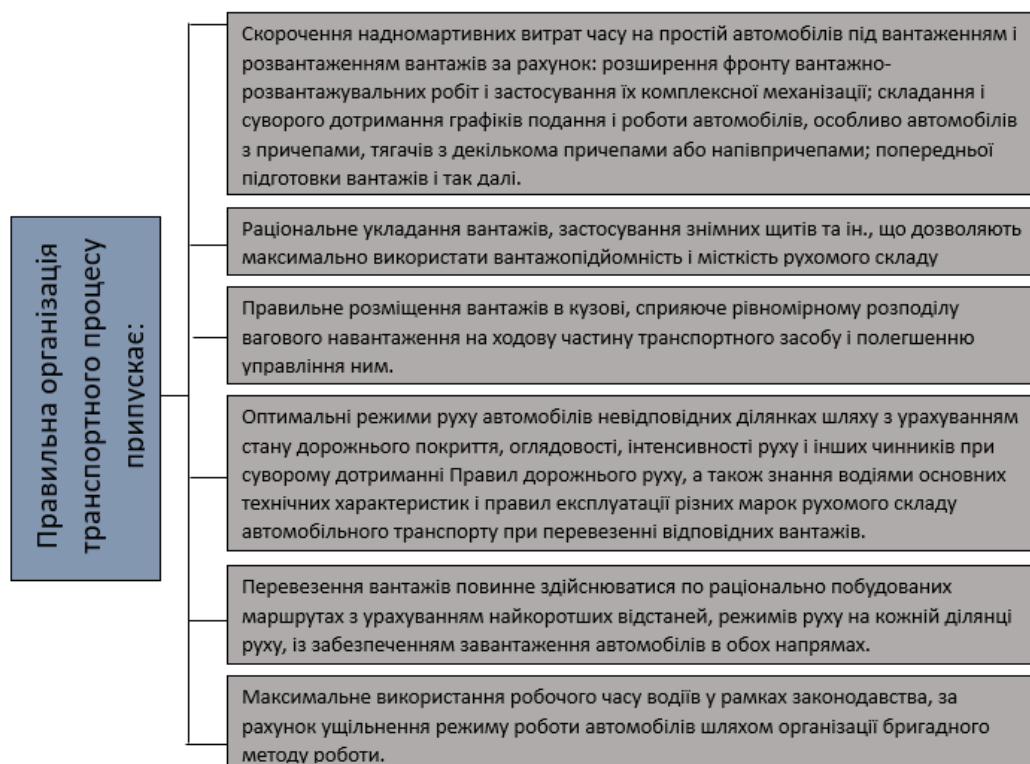 Правильна організація
транспортного процесу
припускає:
Скорочення надномартивних витрат часу на простій автомобілів під вантаженням і
розвантаженням вантажів за рахунок: розширення фронту вантажно-
розвантажувальних робіт і застосування їх комплексної механізації; складання і
суворого дотримання графіків подання і роботи автомобілів, особливо автомобілів
з причепами, тягачів з декількома причепами або напівпричепами; попередньої
підготовки вантажів і так далі.
Раціональне укладання вантажів, застосування знімних щитів та ін., що дозволяють
максимально використати вантажопідйомність і місткість рухомого складу
Правильне розміщення вантажів в кузові, сприяюче рівномірному розподілу
вагового навантаження на ходову частину транспортного засобу і полегшенню
управління ним.
Оптимальні режими руху автомобілів невідповідних ділянках шляху з урахуванням
стану дорожнього покриття, оглядовості, інтенсивності руху і інших чинників при
суворому дотриманні Правил дорожнього руху, а також знання водіями основних
технічних характеристик і правил експлуатації різних марок рухомого складу
автомобільного транспорту при перевезенні відповідних вантажів.
Перевезення вантажів повинне здійснюватися по раціонально побудованих
маршрутах з урахуванням найкоротших відстаней, режимів руху на кожній ділянці
руху, із забезпеченням завантаження автомобілів в обох напрямах.
Максимальне використання робочого часу водіїв у рамках законодавства, за
рахунок ущільнення режиму роботи автомобілів шляхом організації бригадного
методу роботи.